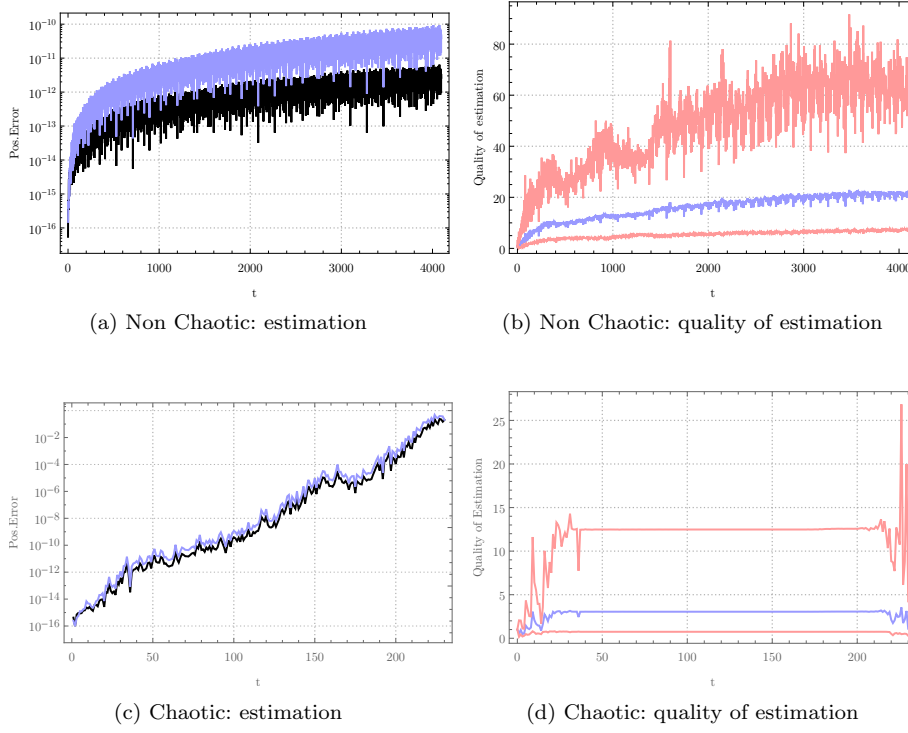 10⁻¹⁰
10⁻¹¹
10⁻¹²
10⁻¹³
10⁻¹⁴
10⁻¹⁵
10⁻¹⁶
Pos.Error
0 1000 2000 3000 4000
t
(a) Non Chaotic: estimation
80
60
40
20
0
Quality of estimation
0 1000 2000 3000 4000
t
(b) Non Chaotic: quality of estimation
10⁻²
10⁻⁴
10⁻⁶
10⁻⁸
10⁻¹⁰
10⁻¹²
10⁻¹⁴
10⁻¹⁶
Pos.Error
0 50 100 150 200
t
(c) Chaotic: estimation
25
20
15
10
5
0
Quality of Estimation
0 50 100 150 200
t
(d) Chaotic: quality of estimation